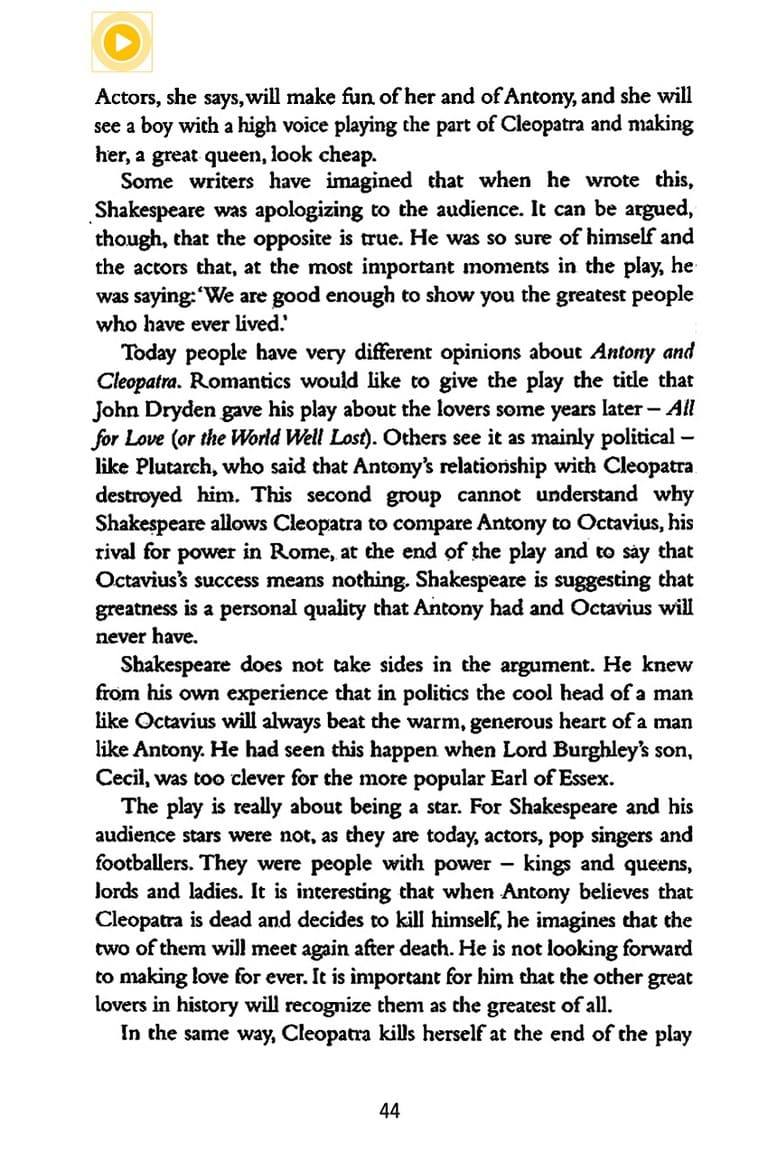 Actors, she says, will make fun of her and of Antony, and she will
see a boy with a high voice playing the part of Cleopatra and making
her, a great queen, look cheap.
Some writers have imagined that when he wrote this,
Shakespeare was apologizing to the audience. It can be argued,
though, that the opposite is true. He was so sure of himself and
the actors that, at the most important moments in the play, he
was saying: ‘We are good enough to show you the greatest people
who have ever lived.’
Today people have very different opinions about Antony and
Cleopatra. Romantics would like to give the play the title that
John Dryden gave his play about the lovers some years later – All
for Love (or the World Well Lost). Others see it as mainly political –
like Plutarch, who said that Antony’s relationship with Cleopatra
destroyed him. This second group cannot understand why
Shakespeare allows Cleopatra to compare Antony to Octavius, his
rival for power in Rome, at the end of the play and to say that
Octavius’s success means nothing. Shakespeare is suggesting that
greatness is a personal quality that Antony had and Octavius will
never have.
Shakespeare does not take sides in the argument. He knew
from his own experience that in politics the cool head of a man
like Octavius will always beat the warm, generous heart of a man
like Antony. He had seen this happen when Lord Burghley’s son,
Cecil, was too clever for the more popular Earl of Essex.
The play is really about being a star. For Shakespeare and his
audience stars were not, as they are today, actors, pop singers and
footballers. They were people with power – kings and queens,
lords and ladies. It is interesting that when Antony believes that
Cleopatra is dead and decides to kill himself, he imagines that the
two of them will meet again after death. He is not looking forward
to making love for ever. It is important for him that the other great
lovers in history will recognize them as the greatest of all.
In the same way, Cleopatra kills herself at the end of the play
44